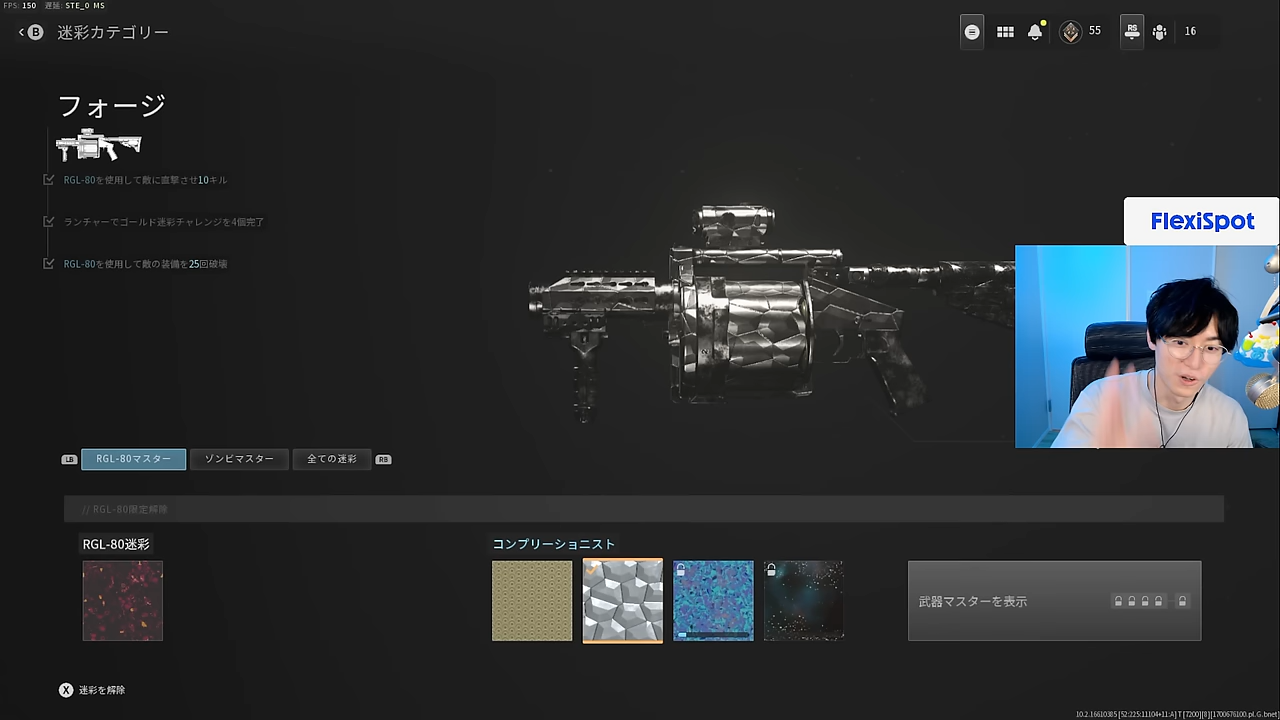 FPS: 150 遅延: STE_0 MS
B 迷彩カテゴリー
55
RS
16
フォージ
RGL-80を使用して敵に直撃させ10キル
ランチャーでゴールド迷彩チャレンジを4個完了
RGL-80を使用して敵の装備を25回破壊
FlexiSpot
LB RGL-80マスター ゾンビマスター 全ての迷彩 RB
// RGL-80限定解除
RGL-80迷彩
コンプリーショニスト
武器マスターを表示
X 迷彩を解除